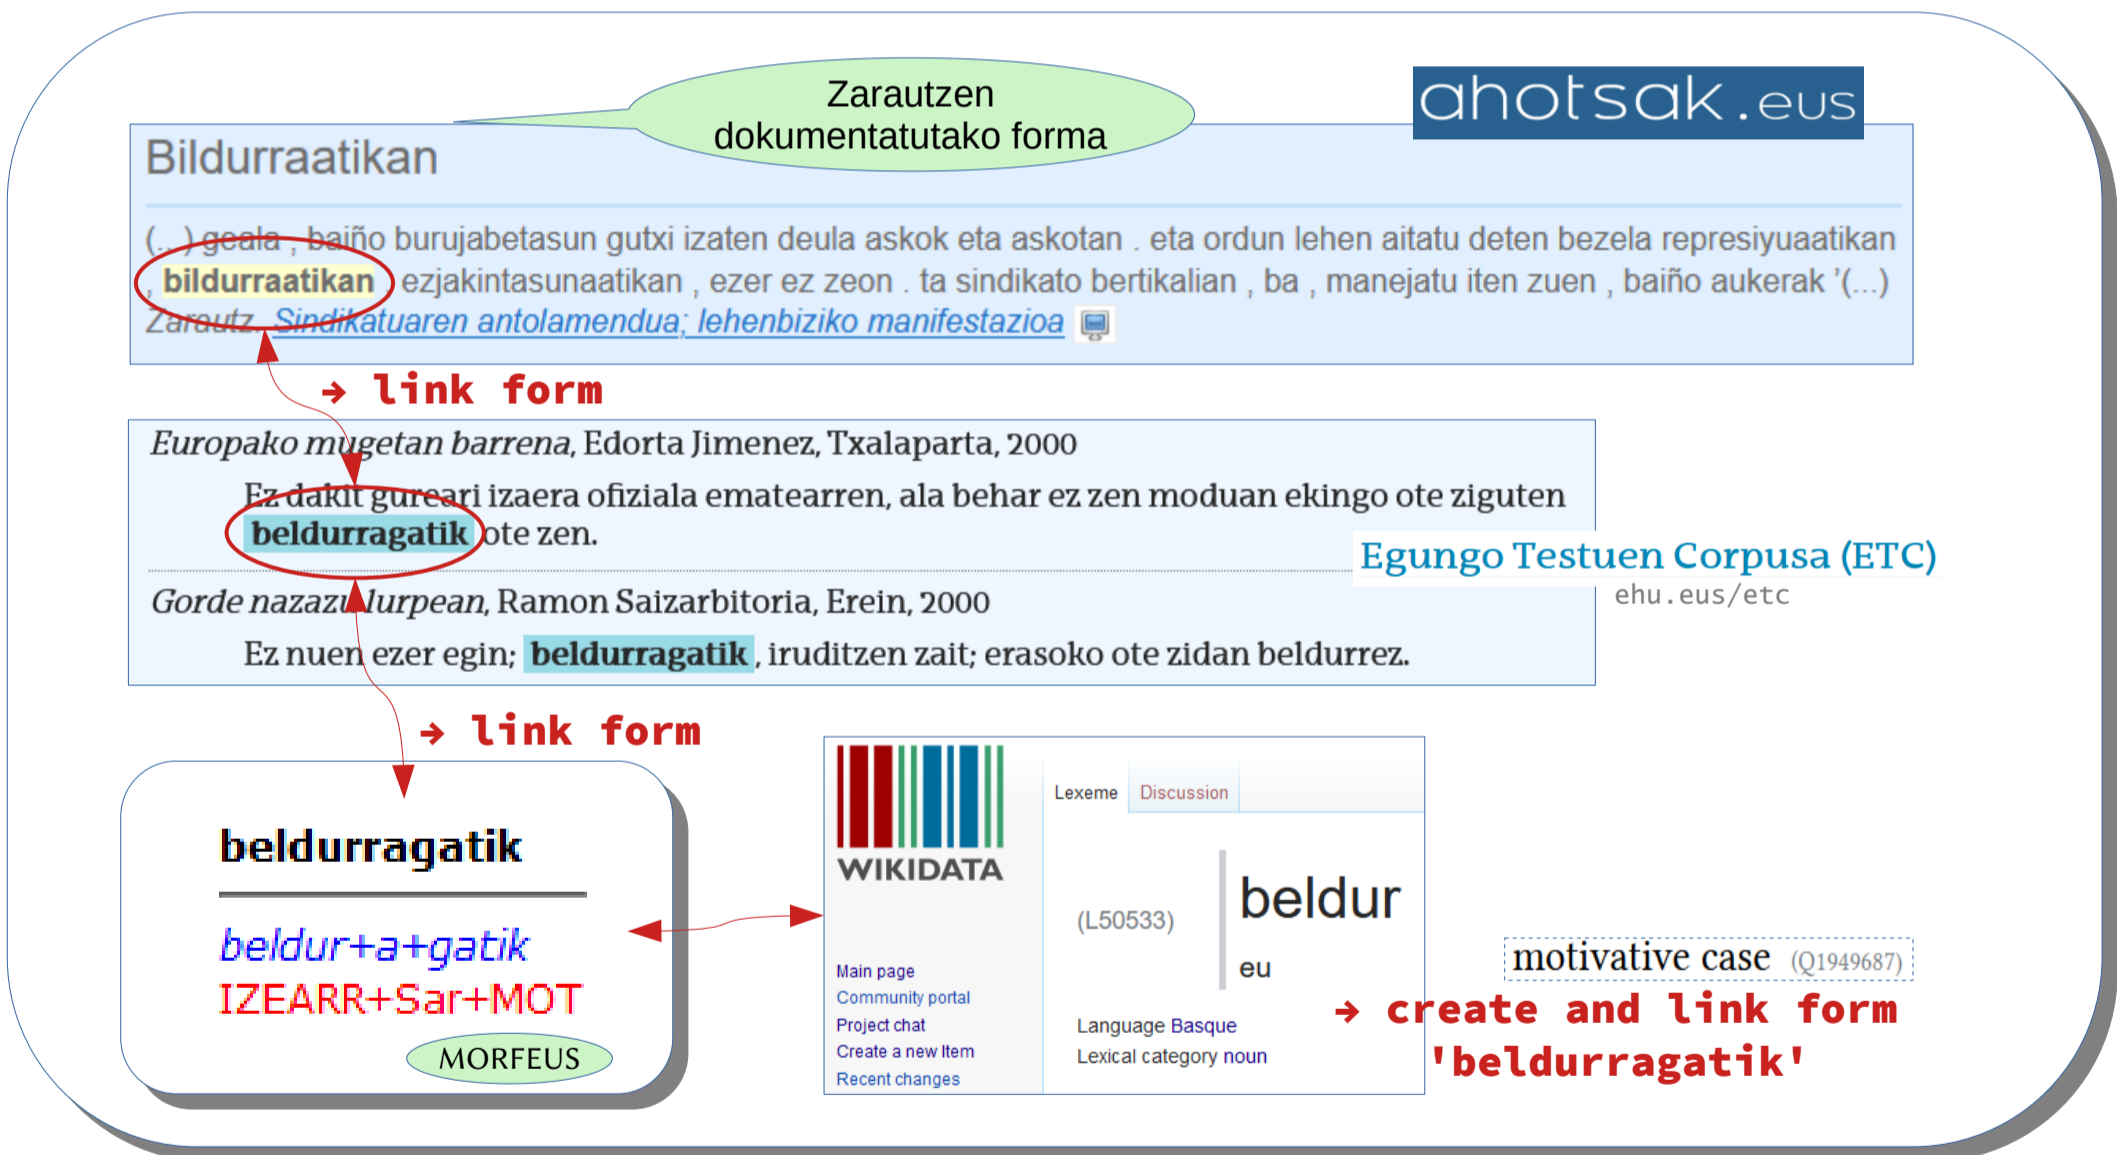 Zarautzen
dokumentatutako forma
ahotsak.eus
Bildurraatikan
(...) geala , baiño burujabetasun gutxi izaten deula askok eta askotan . eta ordun lehen aitatu deten bezela represiyuaatikan
, bildurraatikan , ezjakintasunaatikan , ezer ez zeon . ta sindikato bertikalian , ba , manejatu iten zuen , baiño aukerak '(...)
Zarautz. Sindikatuaren antolamendua; lehenbiziko manifestazioa
→ link form
Europako mugetan barrena, Edorta Jimenez, Txalaparta, 2000
Ez dakit gureari izaera ofiziala ematearren, ala behar ez zen moduan ekingo ote ziguten
beldurragatik ote zen.
Egungo Testuen Corpusa (ETC)
ehu.eus/etc
Gorde nazazu lurpean, Ramon Saizarbitoria, Erein, 2000
Ez nuen ezer egin; beldurragatik, iruditzen zait; erasoko ote zidan beldurrez.
→ link form
beldurragatik
beldur+a+gatik
IZEARR+Sar+MOT
MORFEUS
WIKIDATA
Main page
Community portal
Project chat
Create a new Item
Recent changes
Lexeme Discussion
(L50533)
beldur
eu
Language Basque
Lexical category noun
motivative case (Q1949687)
→ create and link form
'beldurragatik'